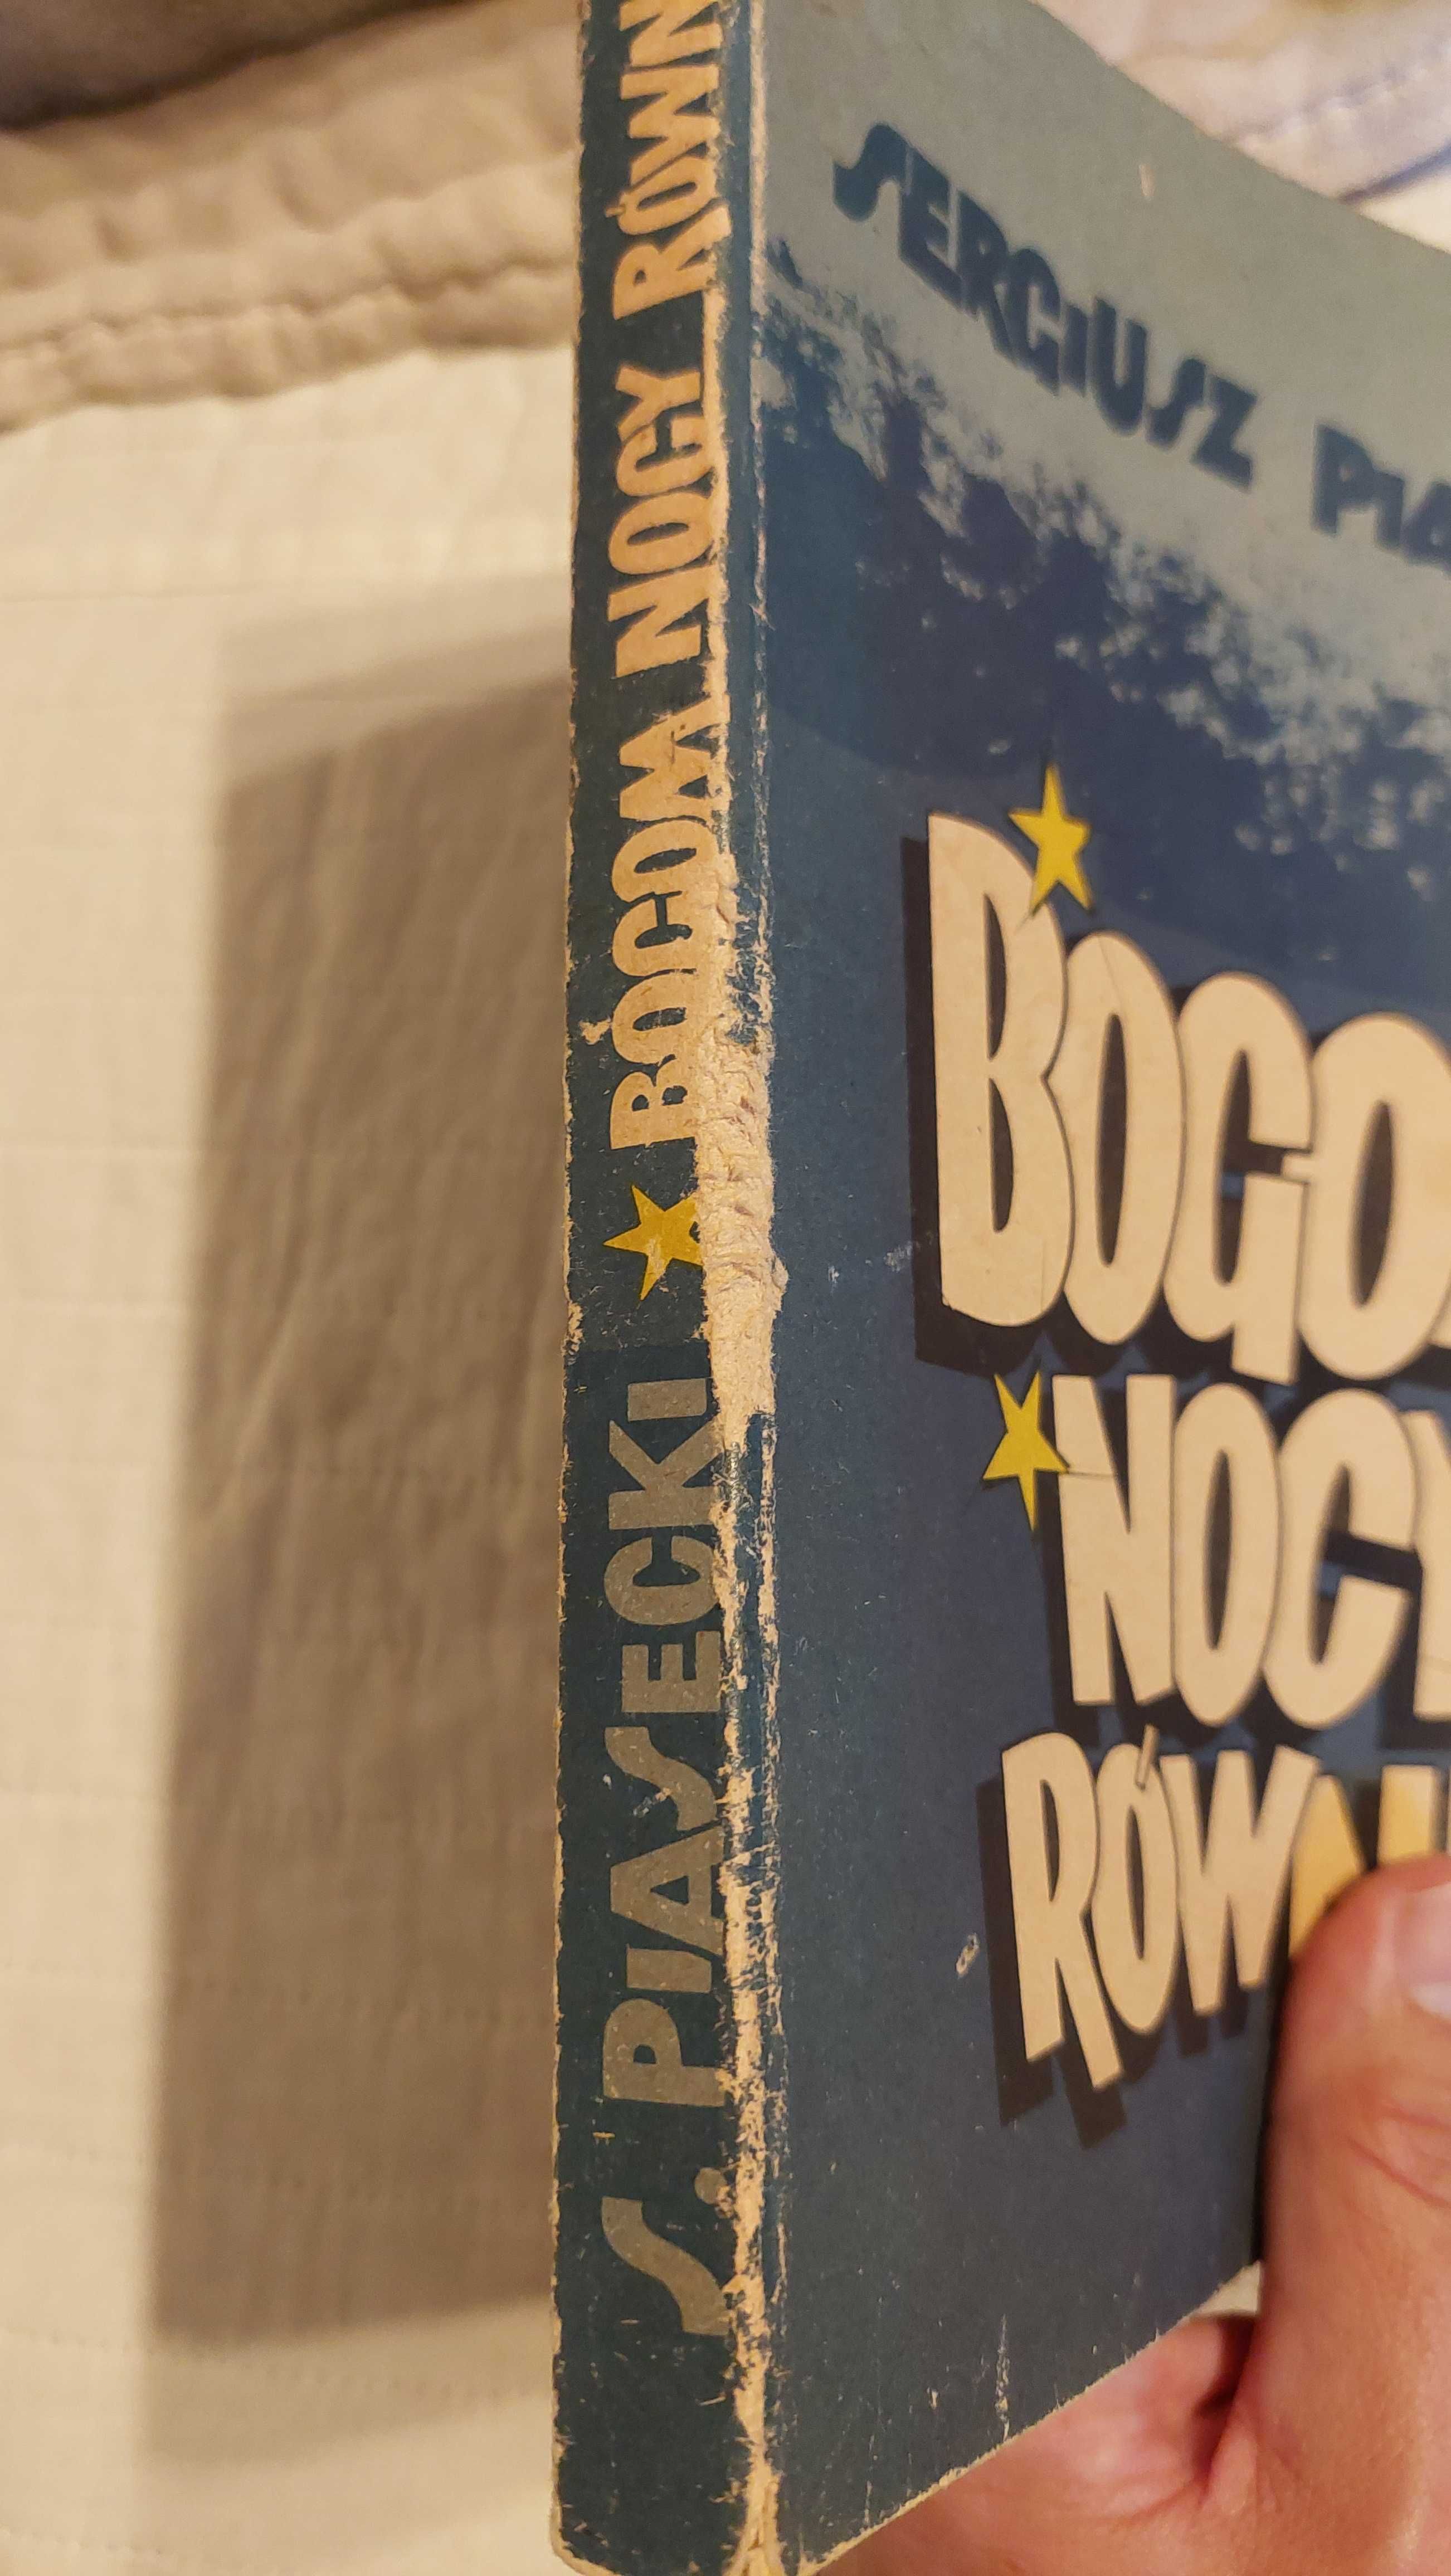 S. PIASECKI ★ BOGOM NOCY RÓWN
SERGIUSZ PIA
BOGO
NOCY
RÓWN